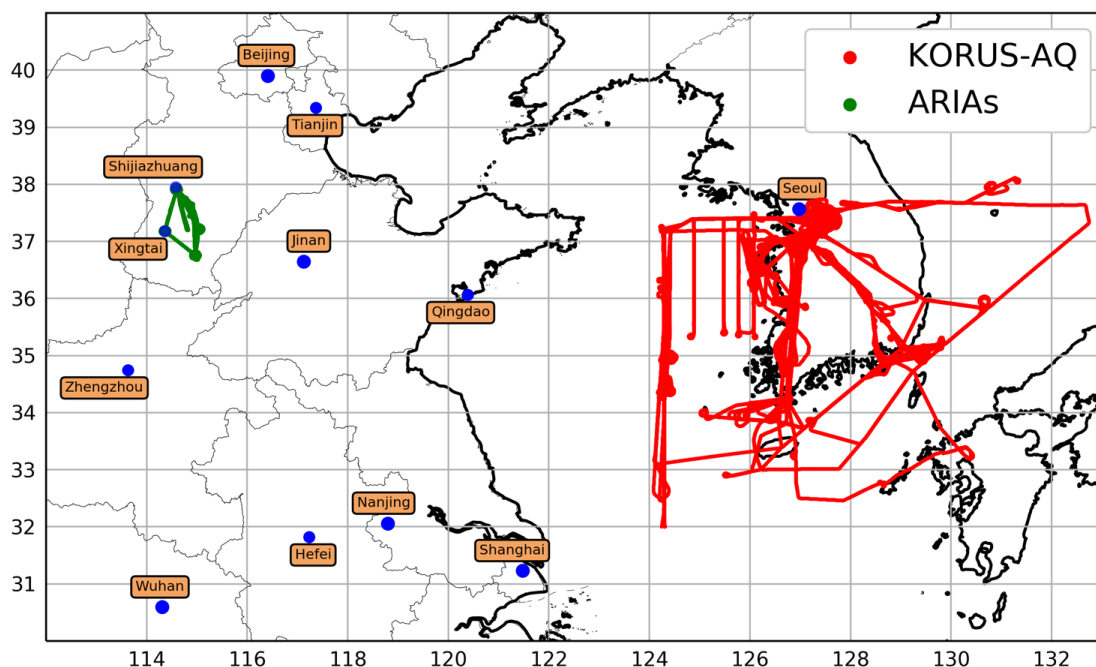 KORUS-AQ
ARIAs
Beijing
Tianjin
Shijiazhuang
Seoul
Xingtai
Jinan
Qingdao
Zhengzhou
Nanjing
Hefei
Shanghai
Wuhan
40
39
38
37
36
35
34
33
32
31
114 116 118 120 122 124 126 128 130 132